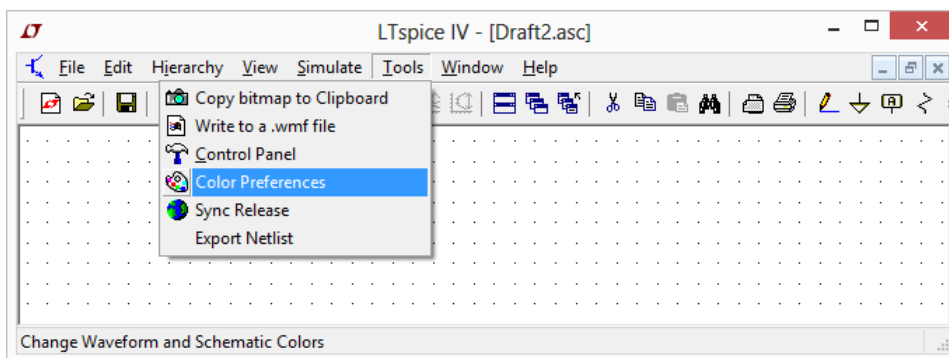 LTspice IV - [Draft2.asc]
File Edit Hierarchy View Simulate Tools Window Help
Copy bitmap to Clipboard
Write to a .wmf file
Control Panel
Color Preferences
Sync Release
Export Netlist
Change Waveform and Schematic Colors